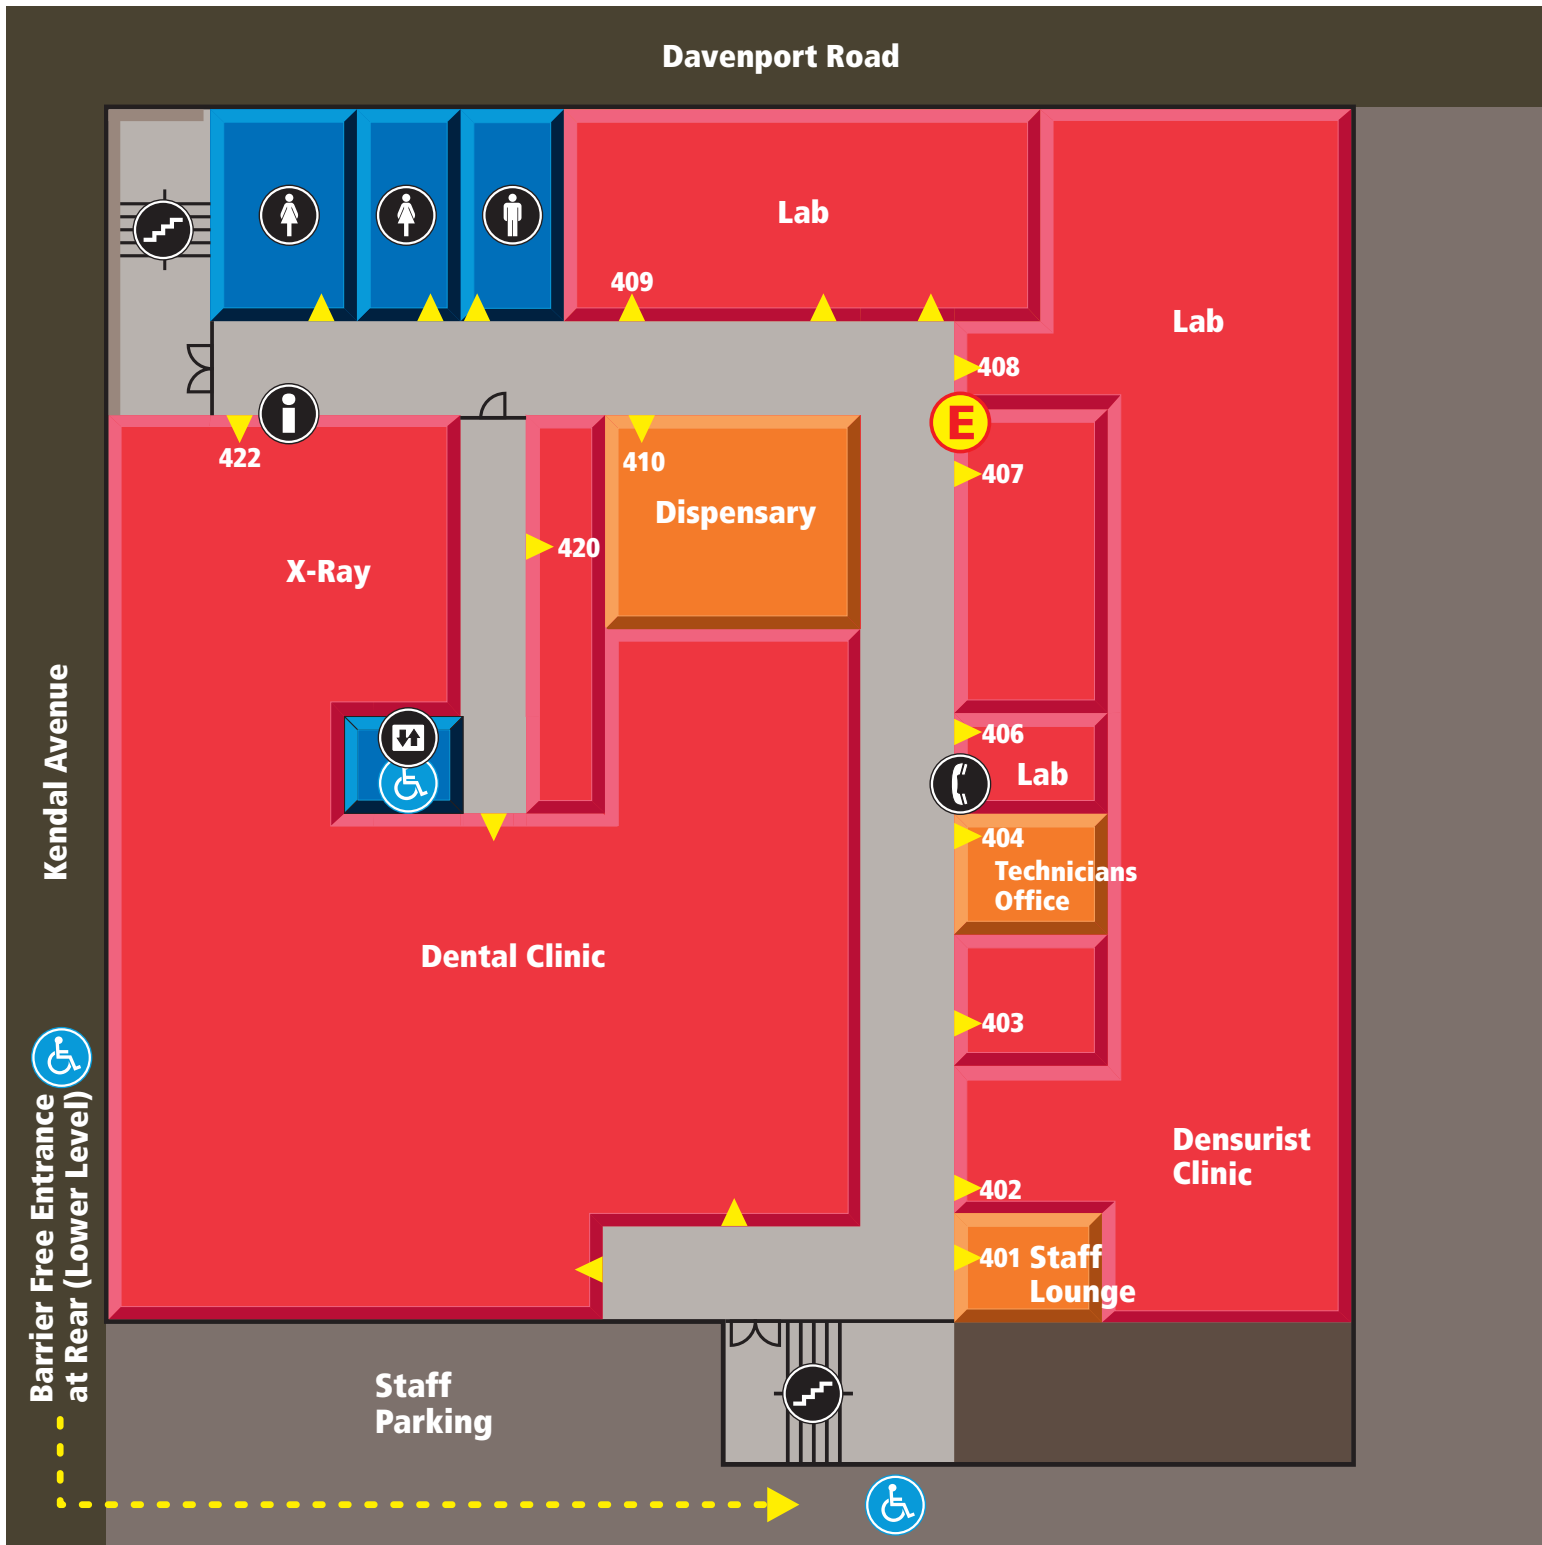 Davenport Road
Lab
409
Lab
408
E
422
410
407
Dispensary
420
X-Ray
406
Lab
Kendal Avenue
404
Technicians
Office
Dental Clinic
403
Densurist
Clinic
402
401
Staff
Lounge
Barrier Free Entrance
at Rear (Lower Level)
Staff
Parking